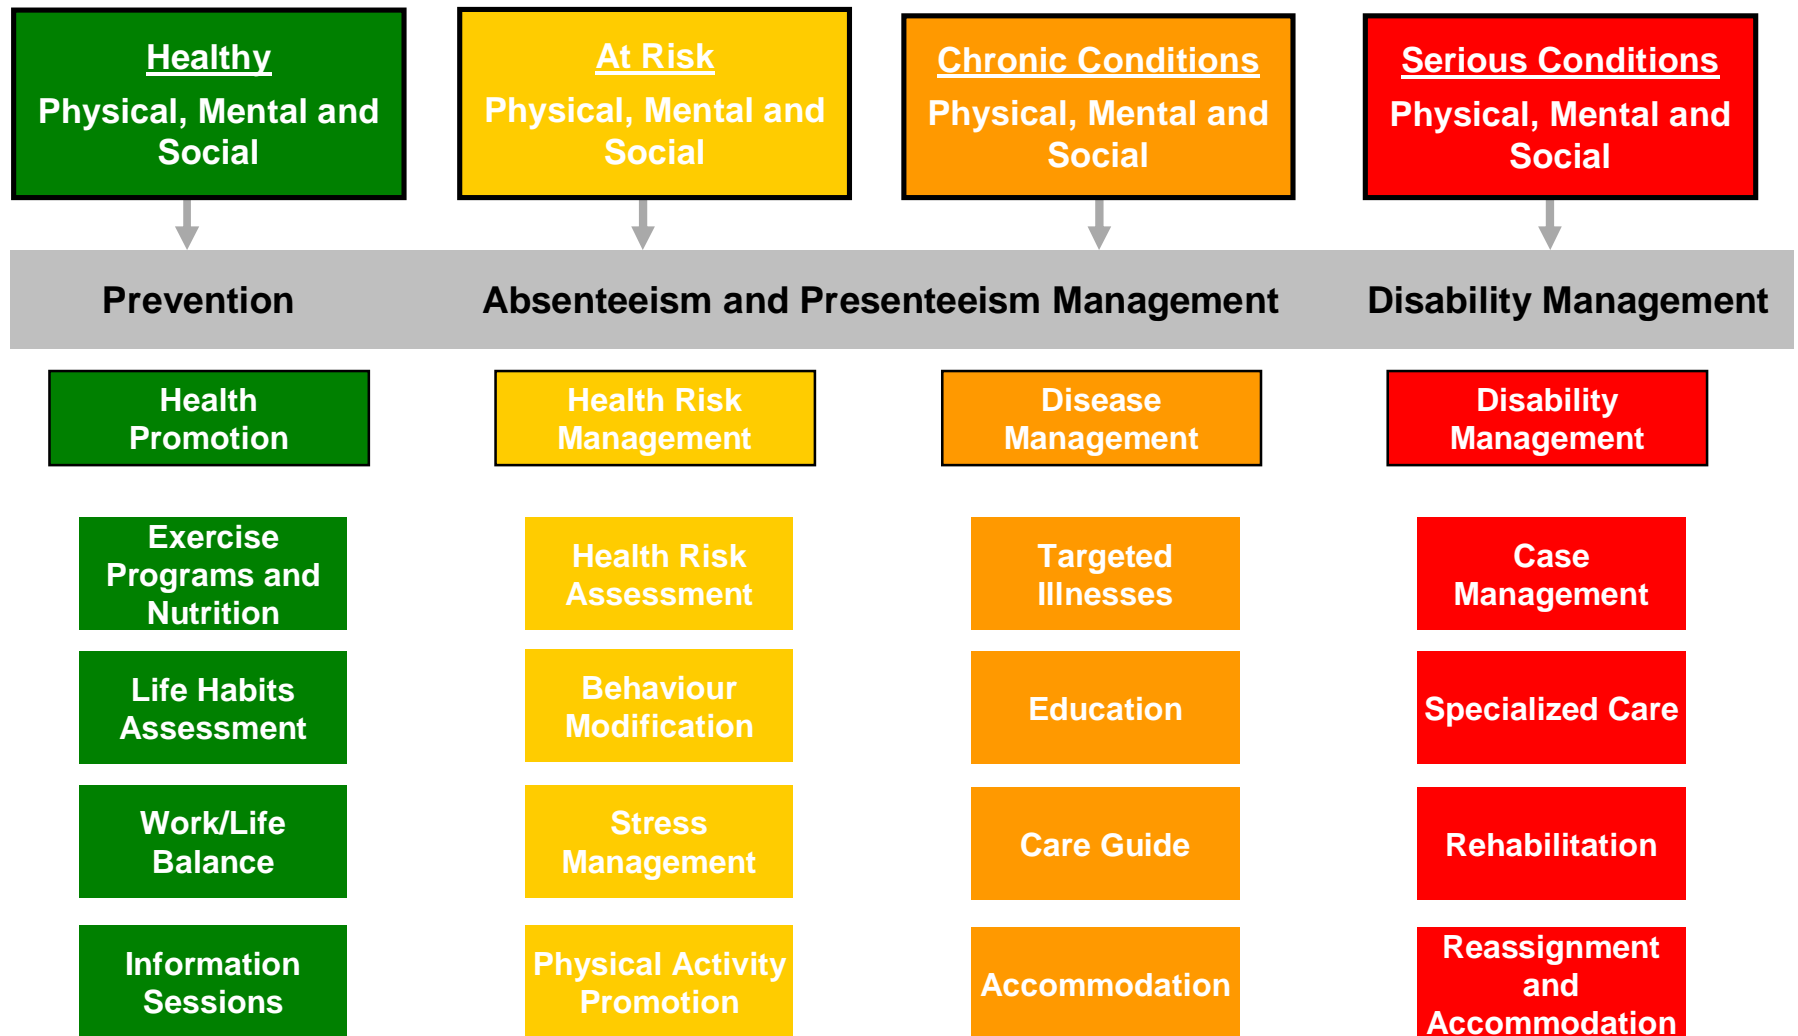 Healthy
Physical, Mental and
Social
At Risk
Physical, Mental and
Social
Chronic Conditions
Physical, Mental and
Social
Serious Conditions
Physical, Mental and
Social
Prevention
Absenteeism and Presenteeism Management
Disability Management
Health
Promotion
Health Risk
Management
Disease
Management
Disability
Management
Exercise
Programs and
Nutrition
Health Risk
Assessment
Targeted
Illnesses
Case
Management
Life Habits
Assessment
Behaviour
Modification
Education
Specialized Care
Work/Life
Balance
Stress
Management
Care Guide
Rehabilitation
Information
Sessions
Physical Activity
Promotion
Accommodation
Reassignment
and
Accommodation